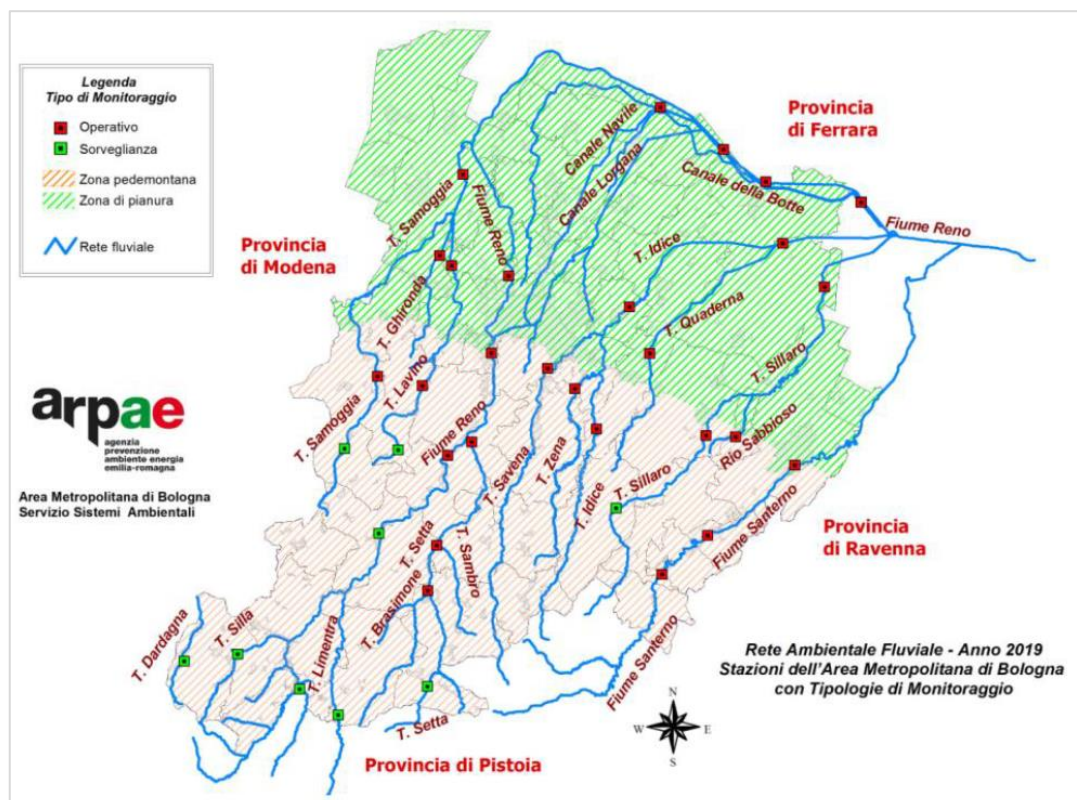 Legenda
Tipo di Monitoraggio
Operativo
Sorveglianza
Zona pedemontana
Zona di pianura
Rete fluviale
Provincia
di Ferrara
Canale Navile
Canale Lorgana
Canale della Botte
Fiume Reno
T. Samoggia
Fiume Reno
T. Idice
Provincia
di Modena
T. Ghironda
T. Quaderna
T. Lavino
T. Sillaro
arpae
agenzia
prevenzione
ambiente energia
emilia-romagna
Area Metropolitana di Bologna
Servizio Sistemi Ambientali
T. Samoggia
Fiume Reno
T. Savena
T. Zena
T. Idice
T. Sillaro
Rio Sabbioso
Fiume Santerno
Provincia
di Ravenna
T. Setta
T. Sambro
T. Brasimone
T. Dardagna
T. Silla
T. Limentra
Fiume Santerno
T. Setta
Rete Ambientale Fluviale - Anno 2019
Stazioni dell'Area Metropolitana di Bologna
con Tipologie di Monitoraggio
N
W
E
S
Provincia di Pistoia